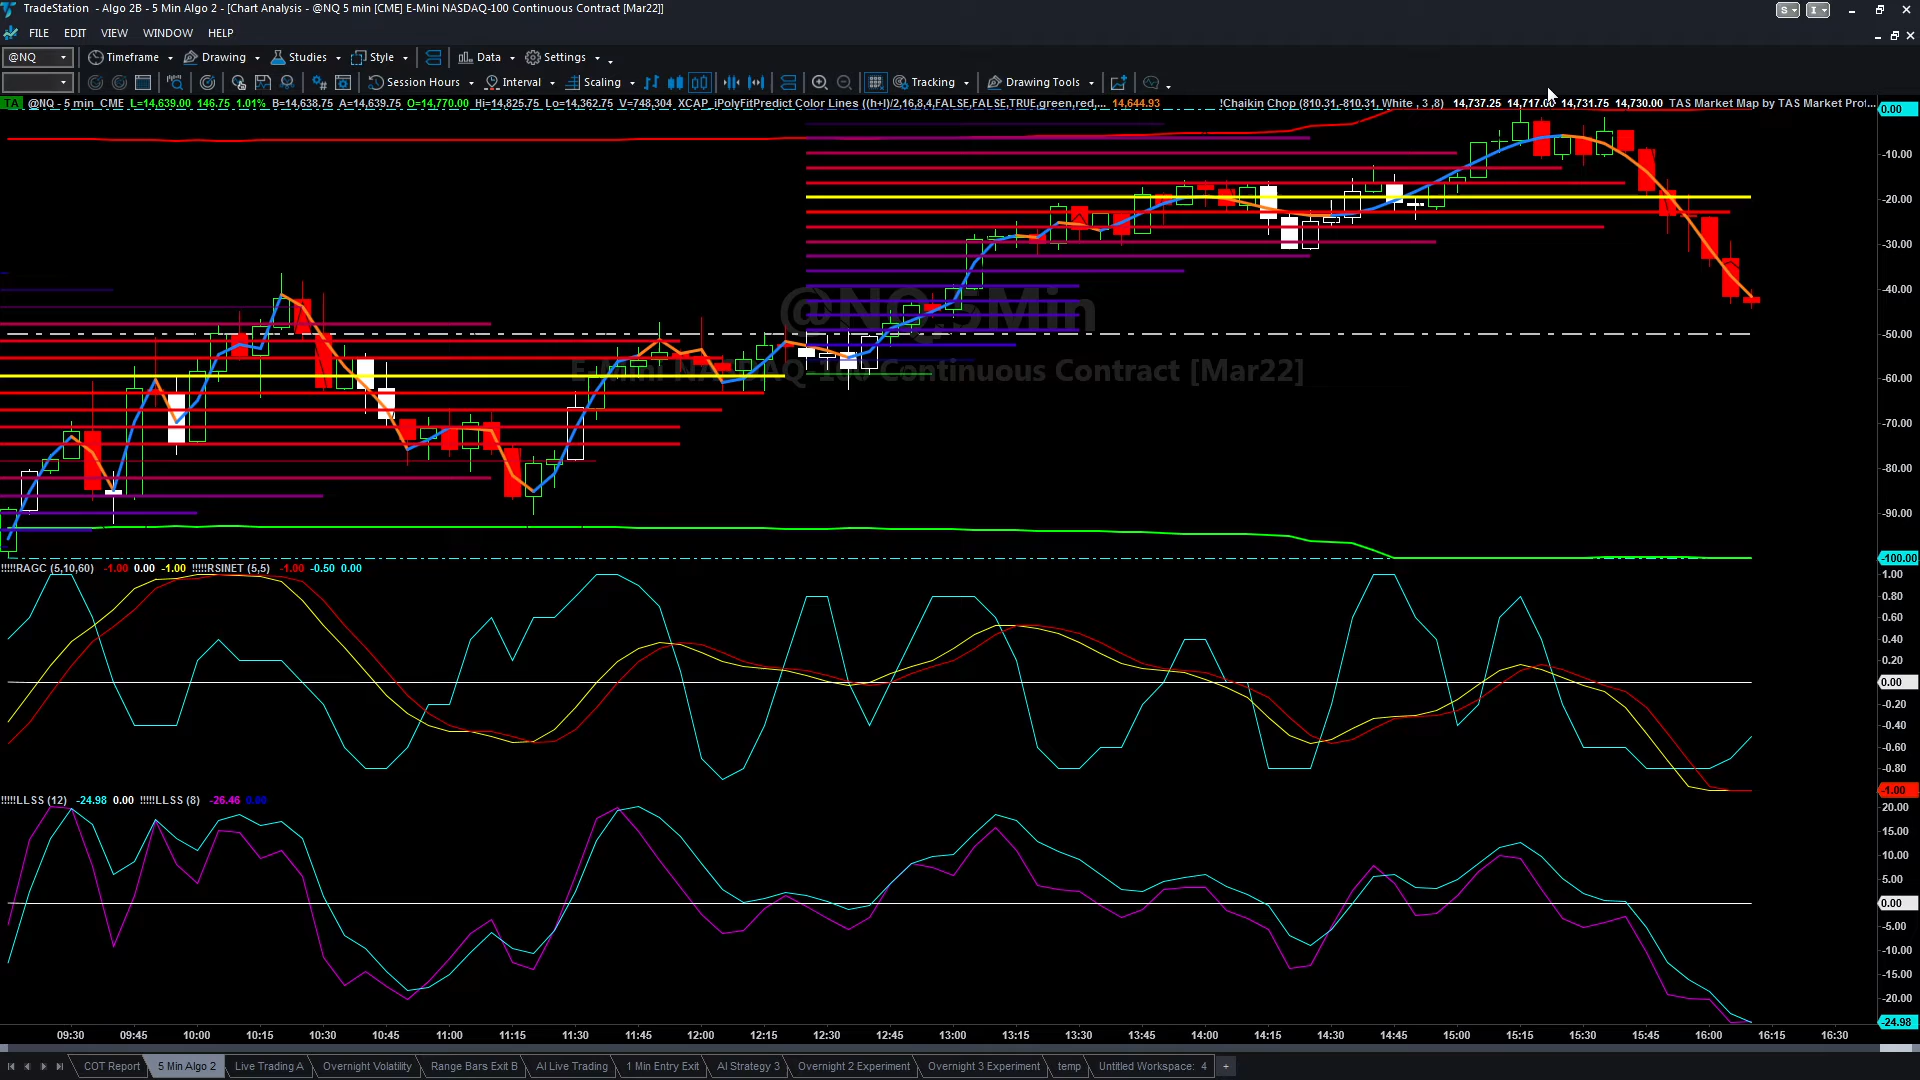 TradeStation - Algo 2B - 5 Min Algo 2 - [Chart Analysis - @NQ 5 min [CME] E-Mini NASDAQ-100 Continuous Contract [Mar22]]
S I
FILE EDIT VIEW WINDOW HELP
@NQ Timeframe Drawing Studies Style Data Settings
Session Hours Interval Scaling Tracking Drawing Tools
TA @NQ - 5 min CME L=14,639.00 146.75 1.01% B=14,638.75 A=14,639.75 O=14,770.00 Hi=14,825.75 Lo=14,362.75 V=748,304 XCAP_iPolyFitPredict Color Lines ((h+l)/2,16,8,4,FALSE,FALSE,TRUE,green,red,... 14,644.93 !Chaikin Chop (810.31,-810.31, White , 3 ,8) 14,737.25 14,717.00 14,731.75 14,730.00 TAS Market Map by TAS Market Prof...
0.00
-10.00
-20.00
-30.00
-40.00
-50.00
-60.00
-70.00
-80.00
-90.00
-100.00
@NQ,5Min
E-Mini NASDAQ-100 Continuous Contract [Mar22]
!!!!!RAGC (5,10,60) -1.00 0.00 -1.00 !!!!!RSINET (5,5) -1.00 -0.50 0.00
1.00
0.80
0.60
0.40
0.20
0.00
-0.20
-0.40
-0.60
-0.80
-1.00
!!!!!LLSS (12) -24.98 0.00 !!!!!LLSS (8) -26.46 0.00
20.00
15.00
10.00
5.00
0.00
-5.00
-10.00
-15.00
-20.00
-24.98
09:30 09:45 10:00 10:15 10:30 10:45 11:00 11:15 11:30 11:45 12:00 12:15 12:30 12:45 13:00 13:15 13:30 13:45 14:00 14:15 14:30 14:45 15:00 15:15 15:30 15:45 16:00 16:15 16:30
COT Report 5 Min Algo 2 Live Trading A Overnight Volatility Range Bars Exit B AI Live Trading 1 Min Entry Exit AI Strategy 3 Overnight 2 Experiment Overnight 3 Experiment temp Untitled Workspace: 4 +